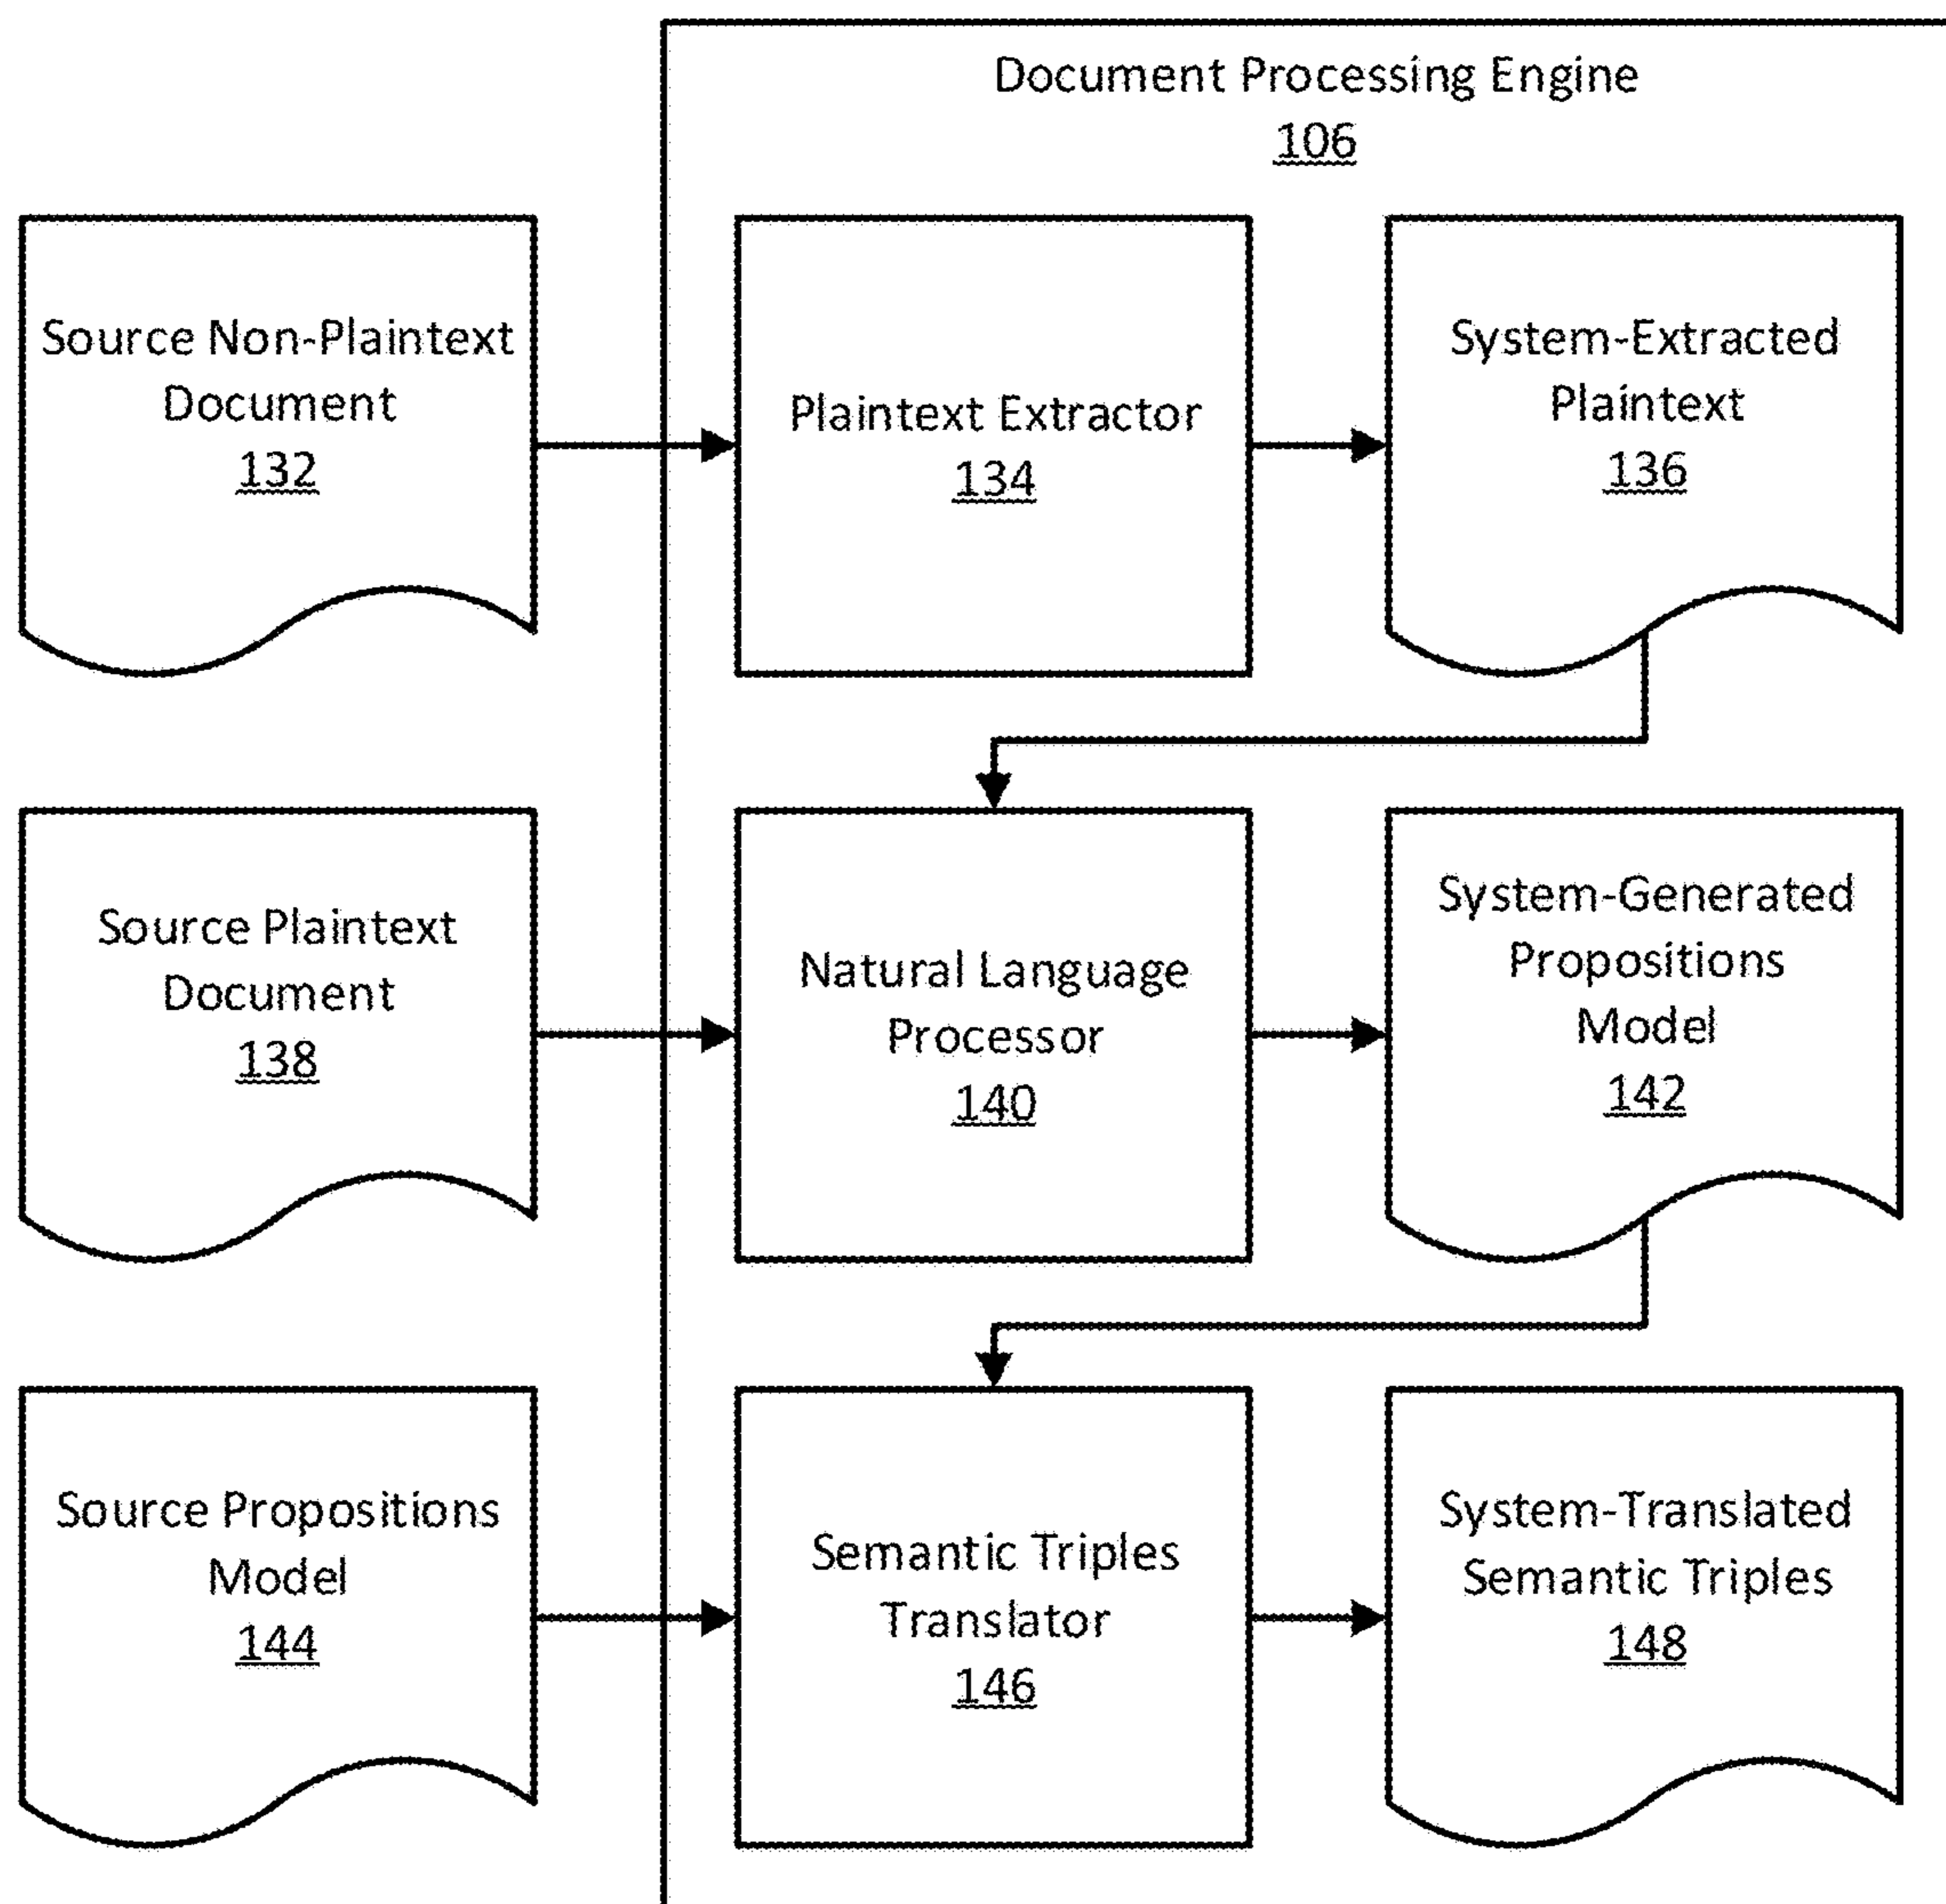 Document Processing Engine
106
Source Non-Plaintext
Document
132
Plaintext Extractor
134
System-Extracted
Plaintext
136
Source Plaintext
Document
138
Natural Language
Processor
140
System-Generated
Propositions
Model
142
Source Propositions
Model
144
Semantic Triples
Translator
146
System-Translated
Semantic Triples
148